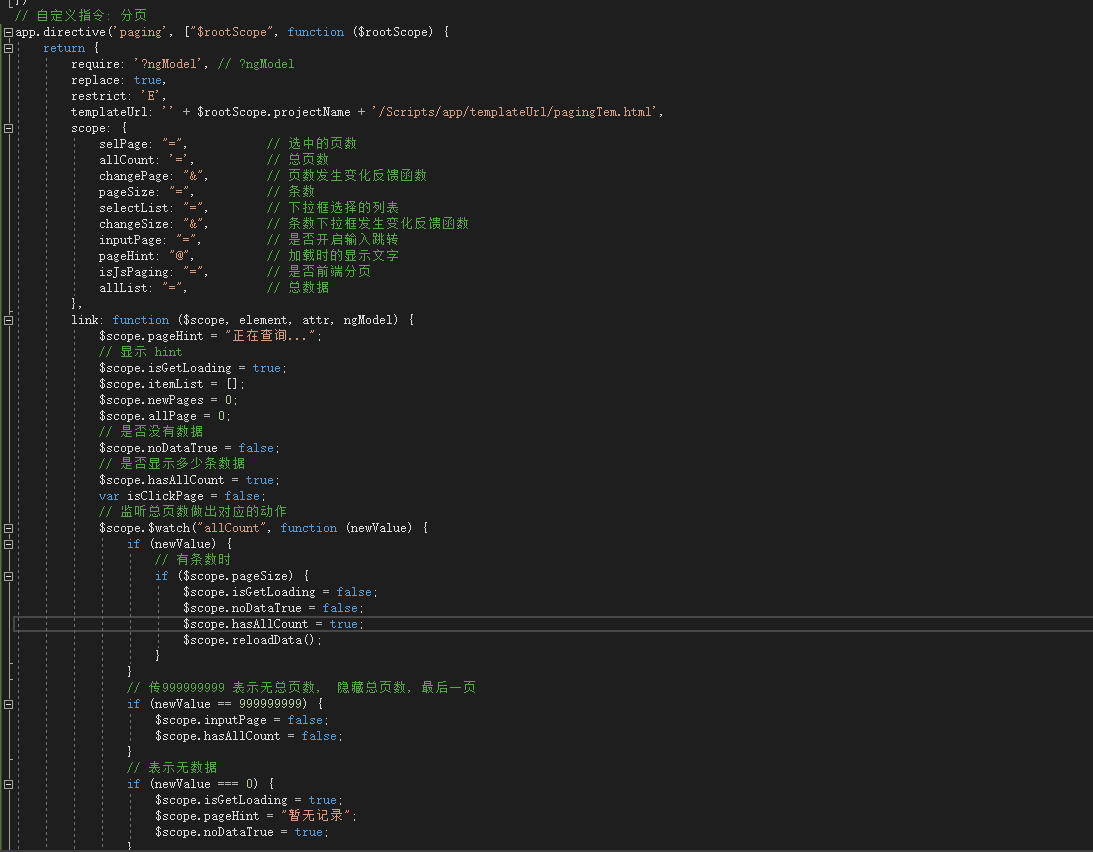 // 自定义指令: 分页
app.directive('paging', ["$rootScope", function ($rootScope) {
    return {
        require: '?ngModel', // ?ngModel
        replace: true,
        restrict: 'E',
        templateUrl: '' + $rootScope.projectName + '/Scripts/app/templateUrl/pagingTem.html',
        scope: {
            selPage: "=",           // 选中的页数
            allCount: '=',          // 总页数
            changePage: "&",        // 页数发生变化反馈函数
            pageSize: "=",          // 条数
            selectList: "=",        // 下拉框选择的列表
            changeSize: "&",        // 条数下拉框发生变化反馈函数
            inputPage: "=",         // 是否开启输入跳转
            pageHint: "@",          // 加载时的显示文字
            isJsPaging: "=",        // 是否前端分页
            allList: "=",           // 总数据
        },
        link: function ($scope, element, attr, ngModel) {
            $scope.pageHint = "正在查询...";
            // 显示 hint
            $scope.isGetLoading = true;
            $scope.itemList = [];
            $scope.newPages = 0;
            $scope.allPage = 0;
            // 是否没有数据
            $scope.noDataTrue = false;
            // 是否显示多少条数据
            $scope.hasAllCount = true;
            var isClickPage = false;
            // 监听总页数做出对应的动作
            $scope.$watch("allCount", function (newValue) {
                if (newValue) {
                    // 有条数时
                    if ($scope.pageSize) {
                        $scope.isGetLoading = false;
                        $scope.noDataTrue = false;
                        $scope.hasAllCount = true;
                        $scope.reloadData();
                    }
                }
                // 传999999999 表示无总页数, 隐藏总页数, 最后一页
                if (newValue == 999999999) {
                    $scope.inputPage = false;
                    $scope.hasAllCount = false;
                }
                // 表示无数据
                if (newValue === 0) {
                    $scope.isGetLoading = true;
                    $scope.pageHint = "暂无记录";
                    $scope.noDataTrue = true;
                }